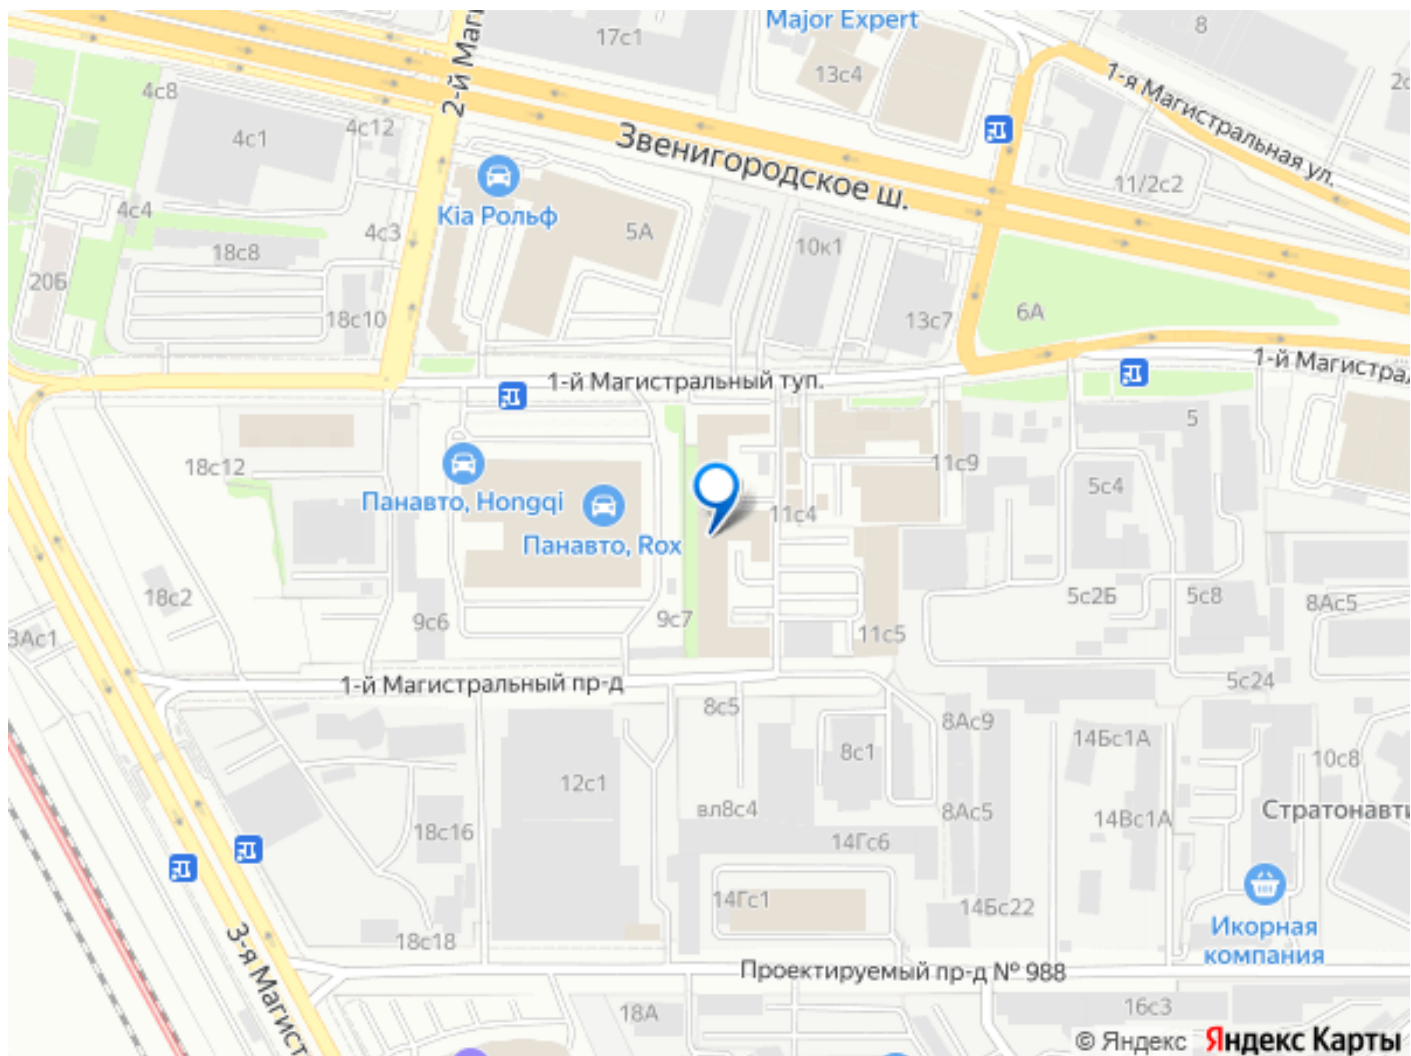 Major Expert
17с1
8
2-й Маги
13с4
1-я Магистральная ул.
4с8
4с12
4с1
Звенигородское ш.
11/2с2
4с4
Kia Рольф
4с3
5А
10к1
18с8
20Б
18с10
13с7
6А
1-й Магистральный туп.
1-й Магистрал
5
18с12
11с9
5с4
Панавто, Hongqi
11с4
Панавто, Rox
18с2
5с2Б
5с8
8Ас5
9с6
9с7
11с5
3Ас1
1-й Магистральный пр-д
5с24
8с5
8Ас9
14Бс1А
8с1
10с8
12с1
вл8с4
8Ас5
14Вс1А
Стратонавти
18с16
14Гс6
14Гс1
14Бс22
Икорная
компания
18с18
3-я Магист
Проектируемый пр-д № 988
18А
16с3
© Яндекс Яндекс Карты